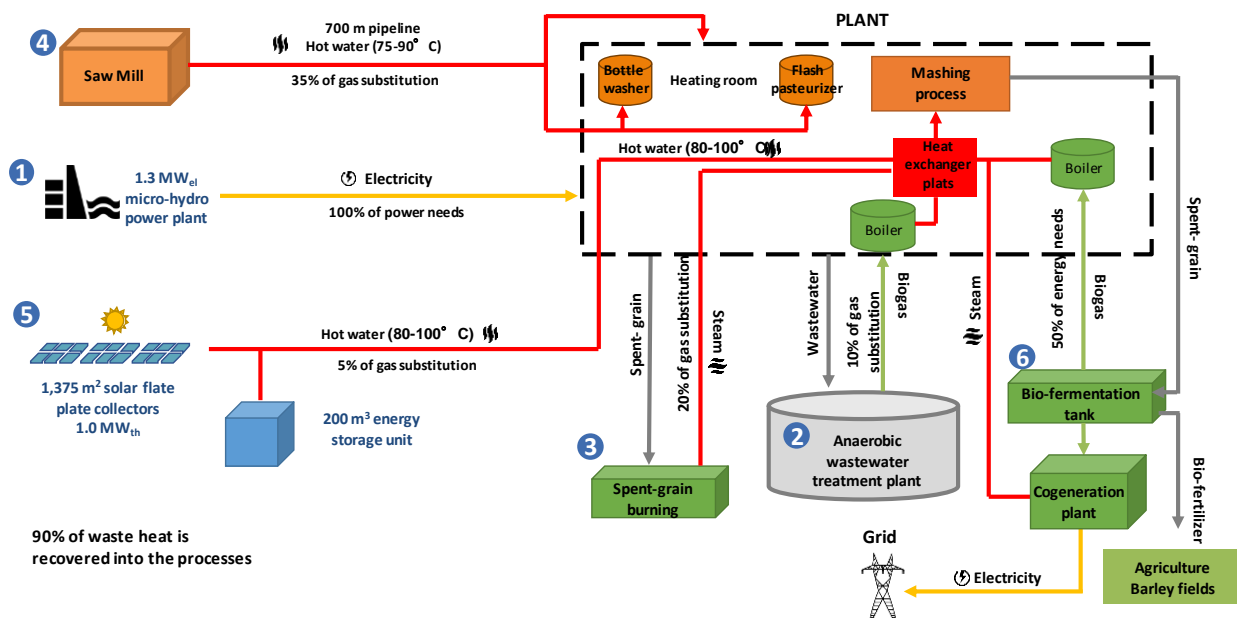 PLANT
4
Saw Mill
700 m pipeline
Hot water (75-90° C)
35% of gas substitution
Bottle
washer
Heating room
Flash
pasteurizer
Mashing
process
Hot water (80-100° C)
Heat
exchanger
plats
Boiler
Boiler
1
1.3 MWel
micro-hydro
power plant
Electricity
100% of power needs
Spent- grain
5
Hot water (80-100° C)
5% of gas substitution
1,375 m² solar flate
plate collectors
1.0 MWth
200 m³ energy
storage unit
Spent- grain
20% of gas substitution
Steam
Wastewater
10% of gas
substitution
Biogas
Steam
50% of energy needs
Biogas
6
Bio-fermentation
tank
3
Spent-grain
burning
2
Anaerobic
wastewater
treatment plant
Cogeneration
plant
Bio-fertilizer
90% of waste heat is
recovered into the processes
Grid
Electricity
Agriculture
Barley fields